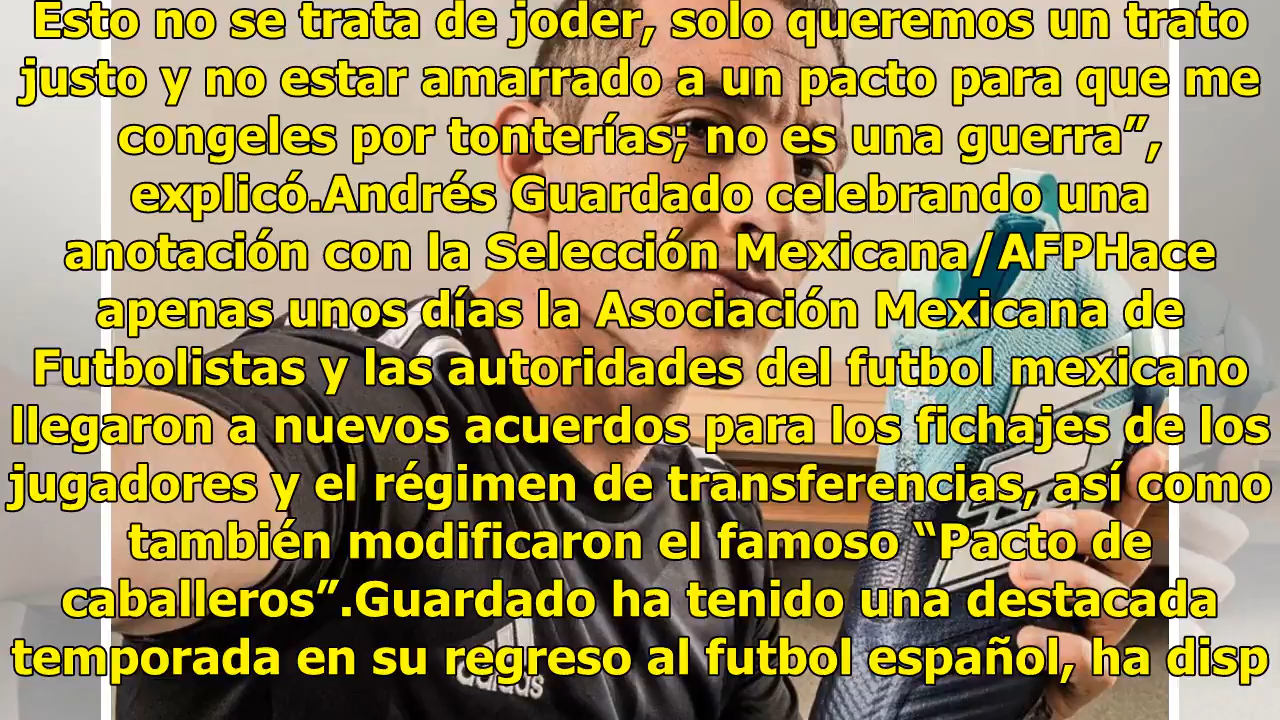 Esto no se trata de joder, solo queremos un trato
justo y no estar amarrado a un pacto para que me
congeles por tonterías; no es una guerra”,
explicó.Andrés Guardado celebrando una
anotación con la Selección Mexicana/AFPHace
apenas unos días la Asociación Mexicana de
Futbolistas y las autoridades del futbol mexicano
llegaron a nuevos acuerdos para los fichajes de los
jugadores y el régimen de transferencias, así como
también modificaron el famoso “Pacto de
caballeros”.Guardado ha tenido una destacada
temporada en su regreso al futbol español, ha disp
adidas